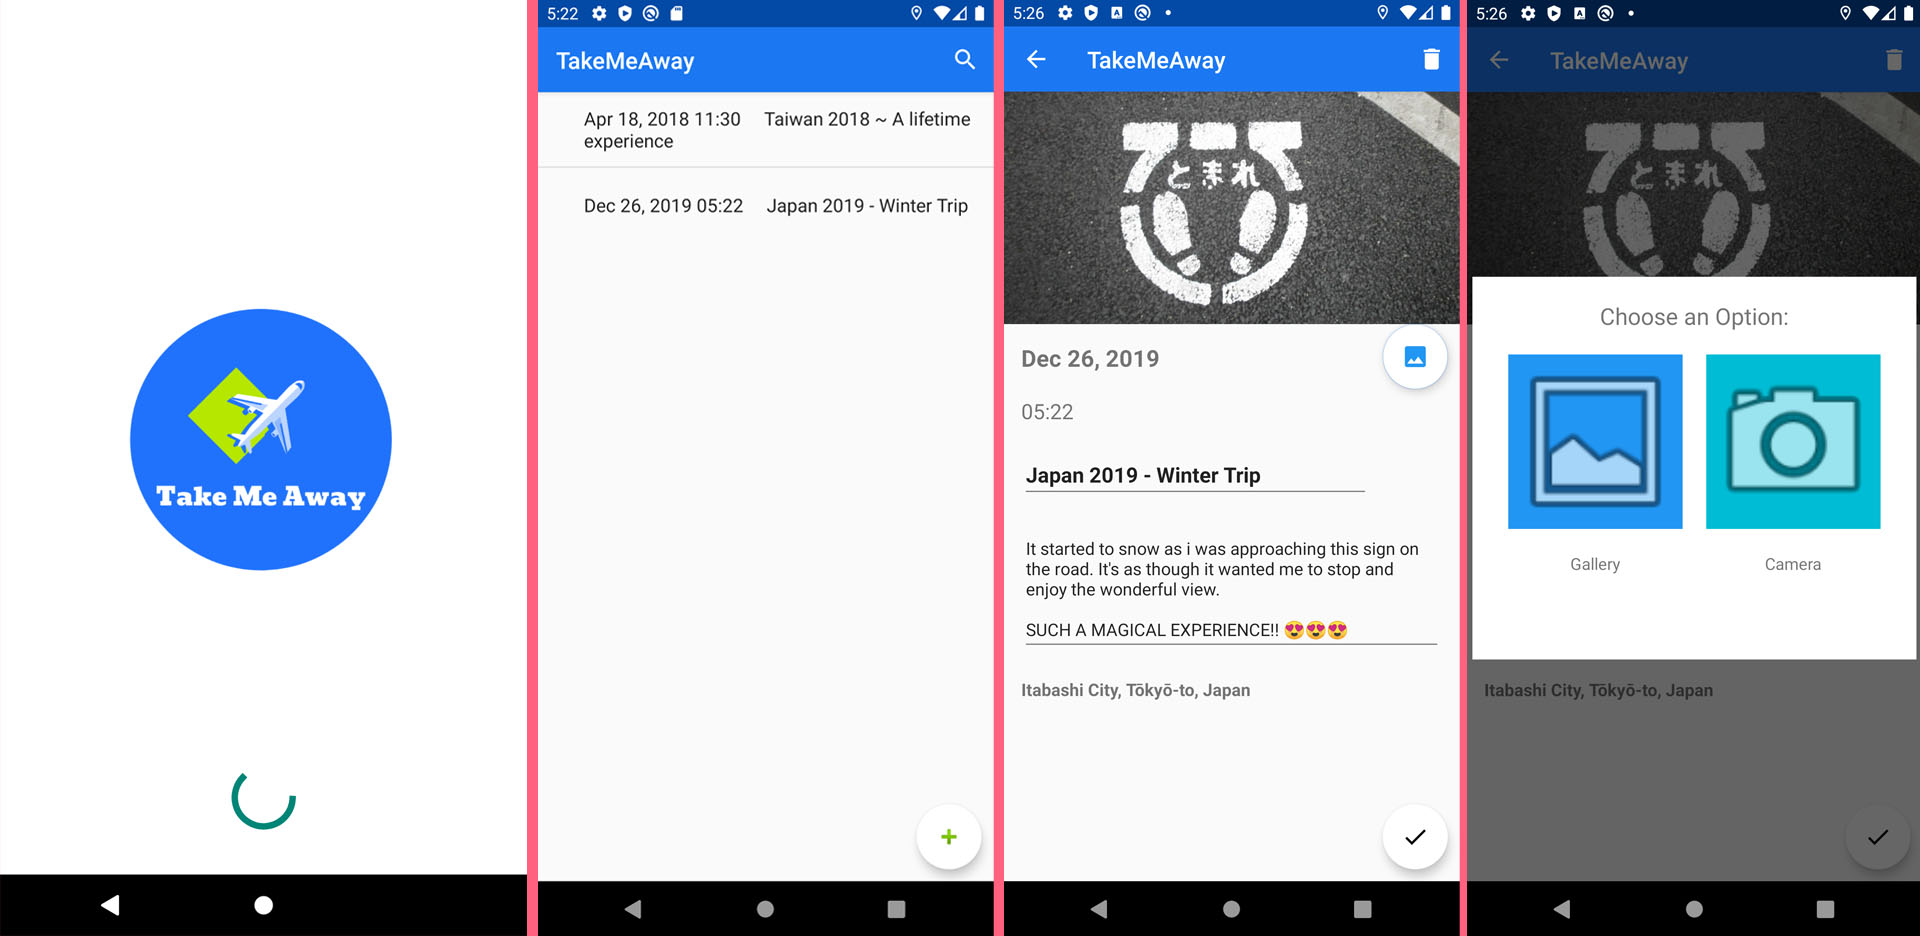 Take Me Away
5:22
TakeMeAway
Apr 18, 2018 11:30 Taiwan 2018 ~ A lifetime
experience
Dec 26, 2019 05:22 Japan 2019 - Winter Trip
+
5:26
TakeMeAway
とまれ
Dec 26, 2019
05:22
Japan 2019 - Winter Trip
It started to snow as i was approaching this sign on
the road. It's as though it wanted me to stop and
enjoy the wonderful view.
SUCH A MAGICAL EXPERIENCE!! 😍😍😍
Itabashi City, Tōkyō-to, Japan
5:26
TakeMeAway
とまれ
Choose an Option:
Gallery
Camera
Itabashi City, Tōkyō-to, Japan